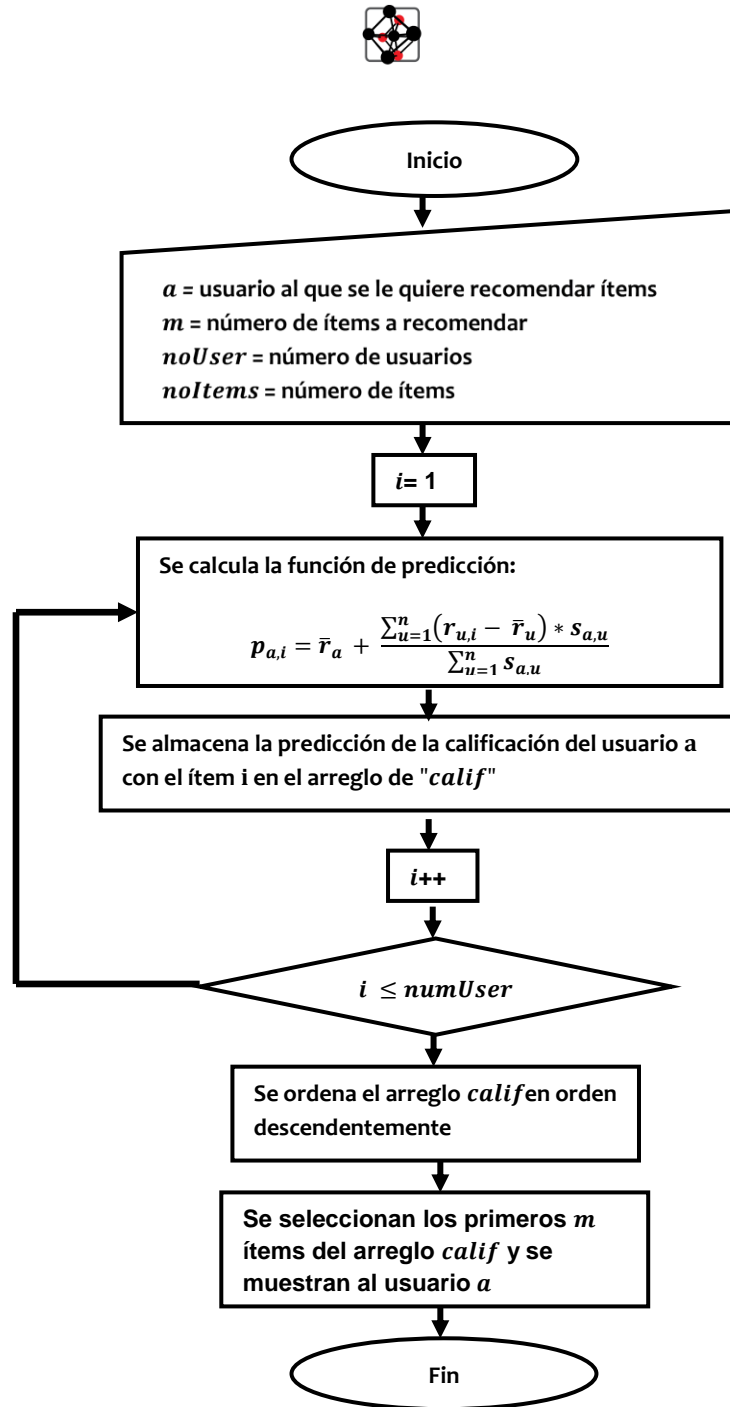 Inicio
a = usuario al que se le quiere recomendar ítems
m = número de ítems a recomendar
noUser = número de usuarios
noItems = número de ítems
i= 1
Se calcula la función de predicción:
p_{a,i} = r̄_a + \frac{∑_{u=1}^{n}(r_{u,i} − r̄_u) * s_{a,u}}{∑_{u=1}^{n} s_{a,u}}
Se almacena la predicción de la calificación del usuario a
con el ítem i en el arreglo de "calif"
i++
i ≤ numUser
Se ordena el arreglo califen orden
descendentemente
Se seleccionan los primeros m
ítems del arreglo calif y se
muestran al usuario a
Fin